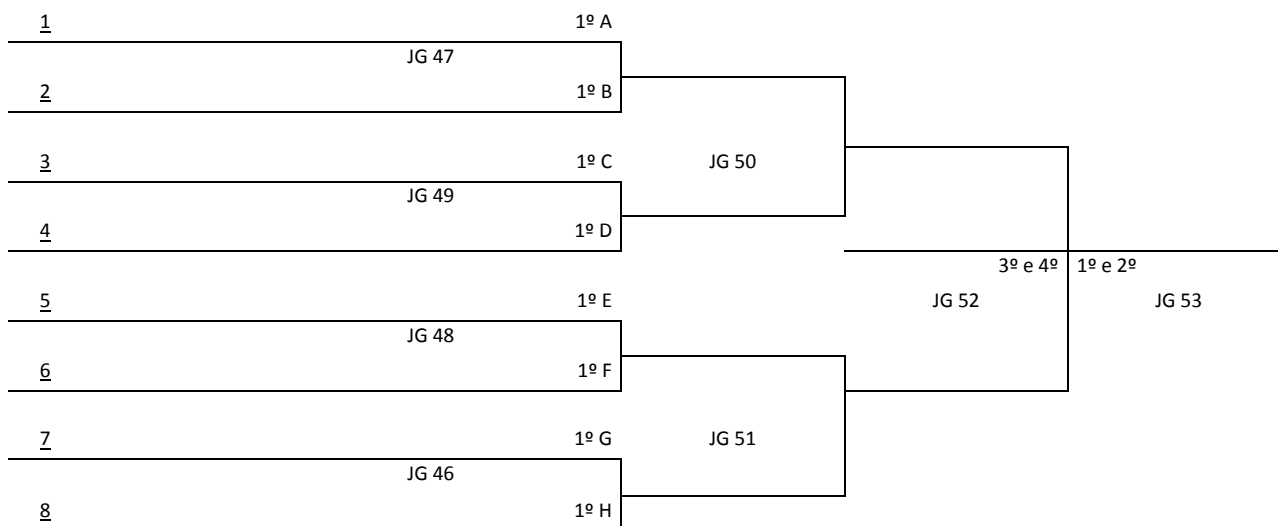 1 1º A
JG 47
2 1º B
3 1º C JG 50
JG 49
4 1º D
3º e 4º 1º e 2º
5 1º E JG 52 JG 53
JG 48
6 1º F
7 1º G JG 51
JG 46
8 1º H